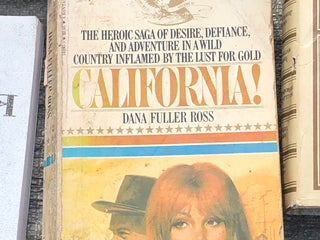 THE HEROIC SAGA OF DESIRE, DEFIANCE,
AND ADVENTURE IN A WILD
COUNTRY INFLAMED BY THE LUST FOR GOLD
CALIFORNIA!
DANA FULLER ROSS